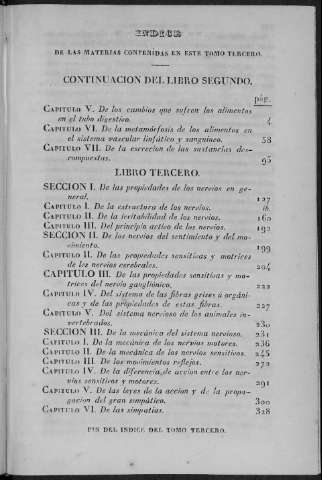 INDICE
DE LAS MATERIAS CONTENIDAS EN ESTE TOMO TERCERO.
CONTINUACION DEL LIBRO SEGUNDO.
pág.
CAPITULO V. De los cambios que sufren los alimentos
en el tubo digestivo. 4
CAPITULO VI. De la metamórfosis de los alimentos en
el sistema vascular linfático y sanguíneo. 58
CAPITULO VII. De la escrecion de las sustancias des-
compuestas. 95
LIBRO TERCERO.
SECCION I. De las propiedades de los nervios en ge-
neral. 127
CAPITULO I. De la estructura de los nervios. ib.
CAPITULO II. De la irritabilidad de los nervios. 160
CAPITULO III. Del principio activo de los nervios. 192
SECCION II. De los nervios del sentimiento y del mo-
vimiento. 199
CAPITULO II. De las propiedades sensitivas y motrices
de los nervios cerebrales. 204
CAPITULO III. De las propiedades sensitivas y mo-
trices del nervio gangliónico. 222
CAPITULO IV. Del sistema de las fibras grises ú orgáni-
cas y de las propiedades de estas fibras. 227
CAPITULO V. Del sistema nervioso de los animales in-
vertebrados. 230
SECCION III. De la mecánica del sistema nervioso. 231
CAPITULO I. De la mecánica de los nervios motores. 236
CAPITULO II. De la mecánica de los nervios sensitivos. 245
CAPITULO III. De los movimientos reflejos. 272
CAPITULO IV. De la diferencia de accion entre los ner-
vios sensitivos y motores. 291
CAPITULO V. De las leyes de la accion y de la propa-
gacion del gran simpático. 300
CAPITULO VI. De las simpatías. 328
FIN DEL INDICE DEL TOMO TERCERO.